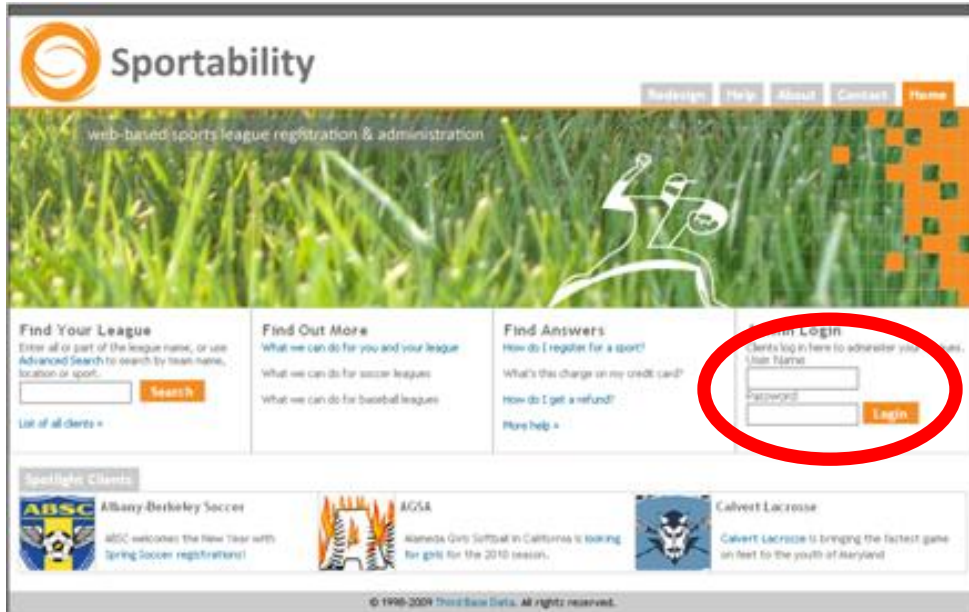 Sportability
Redesign Help About Contact Home
web-based sports league registration & administration
Find Your League
Enter all or part of the league name, or use
Advanced Search to search by team name,
location or sport.
Search
List of all clients »
Find Out More
What we can do for you and your league
What we can do for soccer leagues
What we can do for baseball leagues
Find Answers
How do I register for a sport?
What's this charge on my credit card?
How do I get a refund?
More help »
Login
Clients log in here to administer your leagues.
User Name
Password
Login
Spotlight Clients
ABSC
Albany-Berkeley Soccer
ABSC welcomes the New Year with
Spring Soccer registrations!
A
AGSA
Alameda Girls Softball in California is looking
for girls for the 2010 season.
Calvert Lacrosse
Calvert Lacrosse is bringing the fastest game
on feet to the youth of Maryland
© 1998-2009 Third Base Data. All rights reserved.